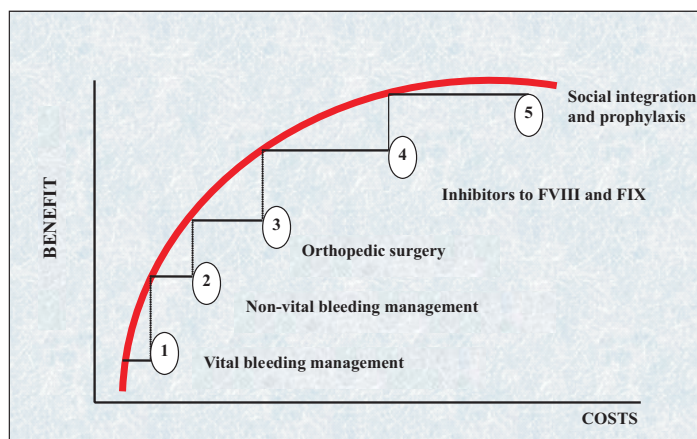 BENEFIT
5
Social integration
and prophylaxis
4
Inhibitors to FVIII and FIX
3
Orthopedic surgery
2
Non-vital bleeding management
1
Vital bleeding management
COSTS